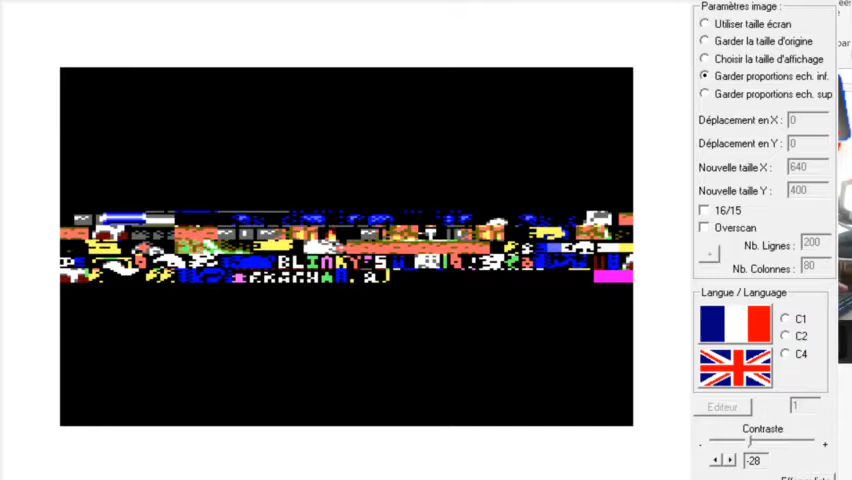 Paramètres image :
Utiliser taille écran
Garder la taille d'origine
Choisir la taille d'affichage
Garder proportions ech. inf.
Garder proportions ech. sup
Déplacement en X : 0
Déplacement en Y : 0
Nouvelle taille X : 640
Nouvelle taille Y : 400
16/15
Overscan
Nb. Lignes : 200
Nb. Colonnes : 80
BLINKY'S
Langue / Language
C1
C2
C4
Editeur 1
Contraste
- +
-28